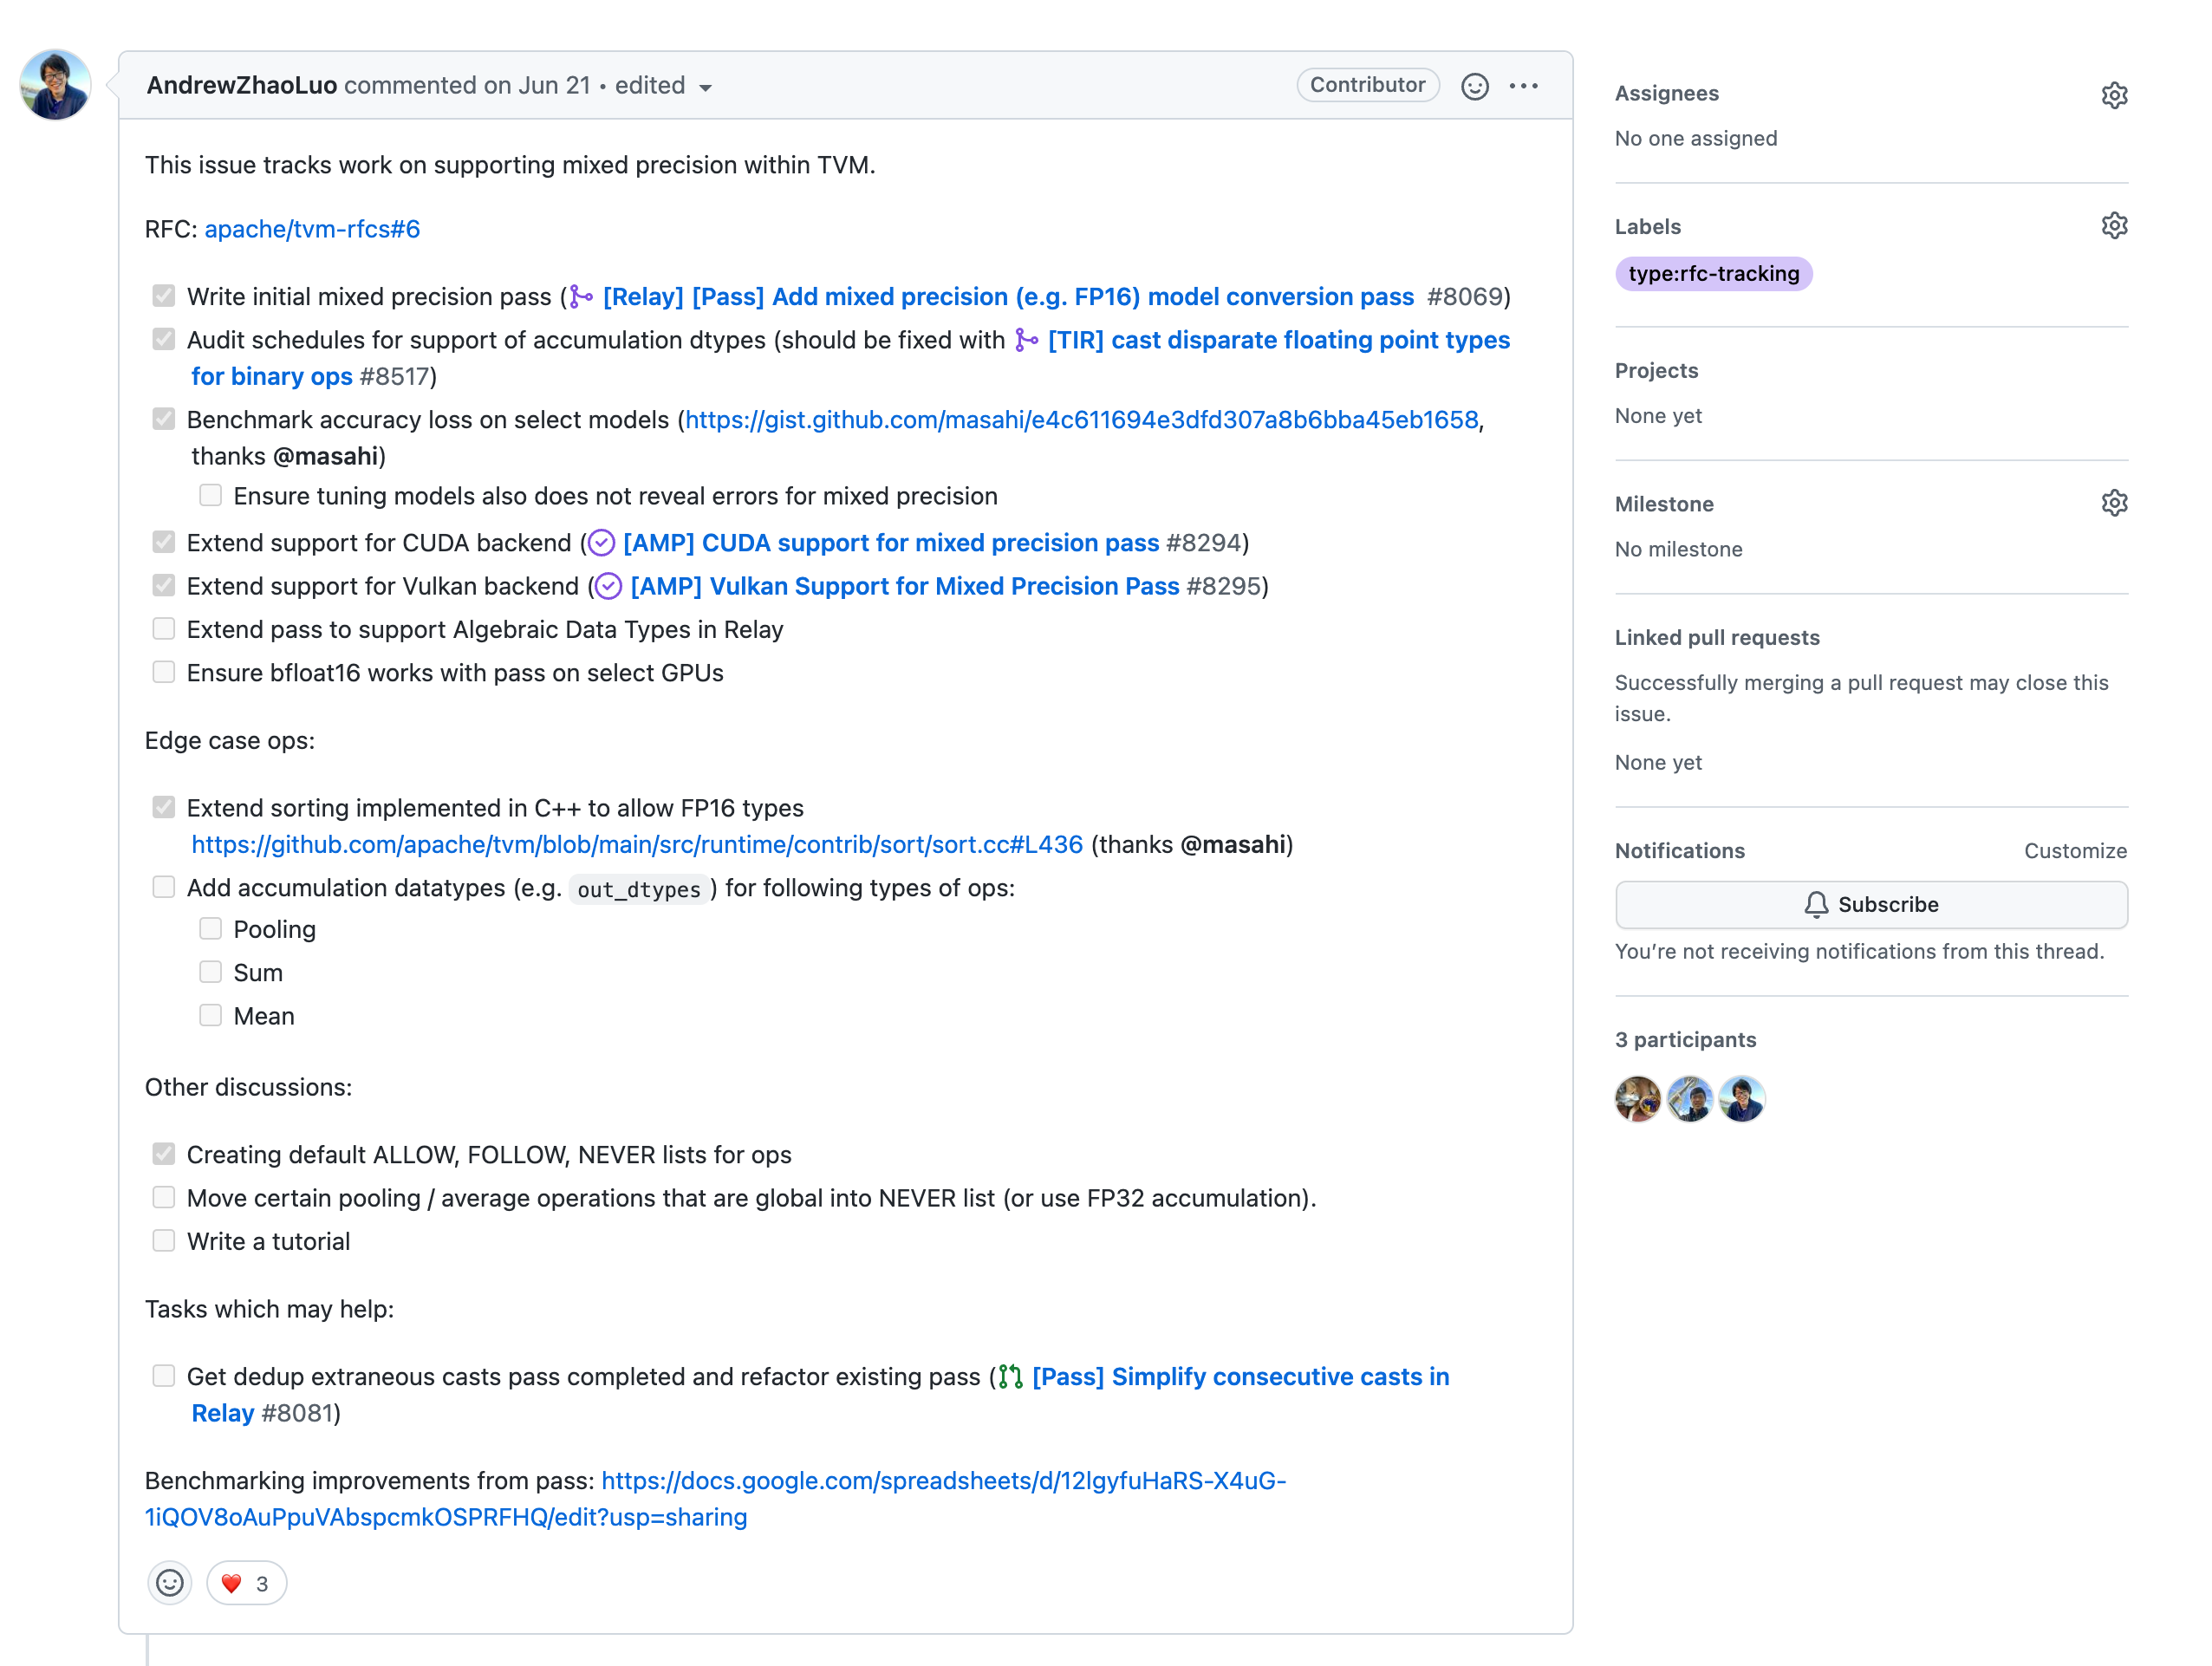 AndrewZhaoLuo commented on Jun 21 • edited
Contributor
This issue tracks work on supporting mixed precision within TVM.
RFC: apache/tvm-rfcs#6
Write initial mixed precision pass ([Relay] [Pass] Add mixed precision (e.g. FP16) model conversion pass #8069)
Audit schedules for support of accumulation dtypes (should be fixed with [TIR] cast disparate floating point types
for binary ops #8517)
Benchmark accuracy loss on select models (https://gist.github.com/masahi/e4c611694e3dfd307a8b6bba45eb1658,
thanks @masahi)
Ensure tuning models also does not reveal errors for mixed precision
Extend support for CUDA backend ([AMP] CUDA support for mixed precision pass #8294)
Extend support for Vulkan backend ([AMP] Vulkan Support for Mixed Precision Pass #8295)
Extend pass to support Algebraic Data Types in Relay
Ensure bfloat16 works with pass on select GPUs
Edge case ops:
Extend sorting implemented in C++ to allow FP16 types
https://github.com/apache/tvm/blob/main/src/runtime/contrib/sort/sort.cc#L436 (thanks @masahi)
Add accumulation datatypes (e.g. out_dtypes) for following types of ops:
Pooling
Sum
Mean
Other discussions:
Creating default ALLOW, FOLLOW, NEVER lists for ops
Move certain pooling / average operations that are global into NEVER list (or use FP32 accumulation).
Write a tutorial
Tasks which may help:
Get dedup extraneous casts pass completed and refactor existing pass ([Pass] Simplify consecutive casts in
Relay #8081)
Benchmarking improvements from pass: https://docs.google.com/spreadsheets/d/12lgyfuHaRS-X4uG-
1iQOV8oAuPpuVAbspcmkOSPRFHQ/edit?usp=sharing
3
Assignees
No one assigned
Labels
type:rfc-tracking
Projects
None yet
Milestone
No milestone
Linked pull requests
Successfully merging a pull request may close this
issue.
None yet
Notifications
Customize
Subscribe
You're not receiving notifications from this thread.
3 participants